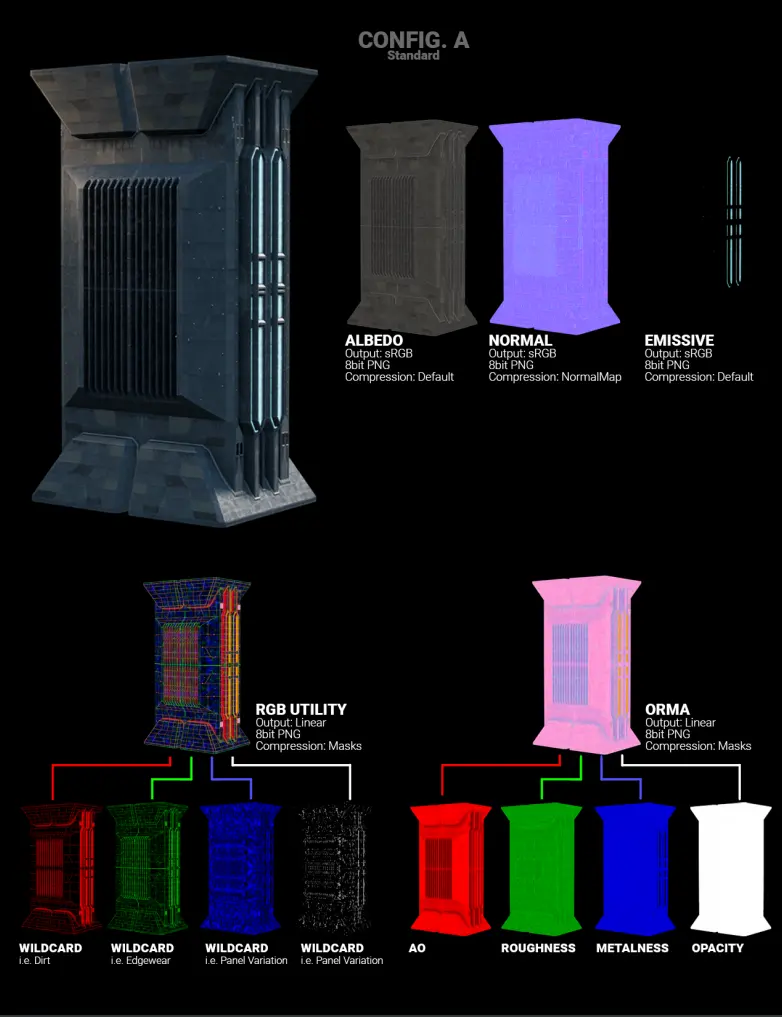 CONFIG. A
Standard
ALBEDO
Output: sRGB
8bit PNG
Compression: Default
NORMAL
Output: sRGB
8bit PNG
Compression: NormalMap
EMISSIVE
Output: sRGB
8bit PNG
Compression: Default
RGB UTILITY
Output: Linear
8bit PNG
Compression: Masks
ORMA
Output: Linear
8bit PNG
Compression: Masks
WILDCARD
i.e. Dirt
WILDCARD
i.e. Edgewear
WILDCARD
i.e. Panel Variation
WILDCARD
i.e. Panel Variation
AO
ROUGHNESS
METALNESS
OPACITY